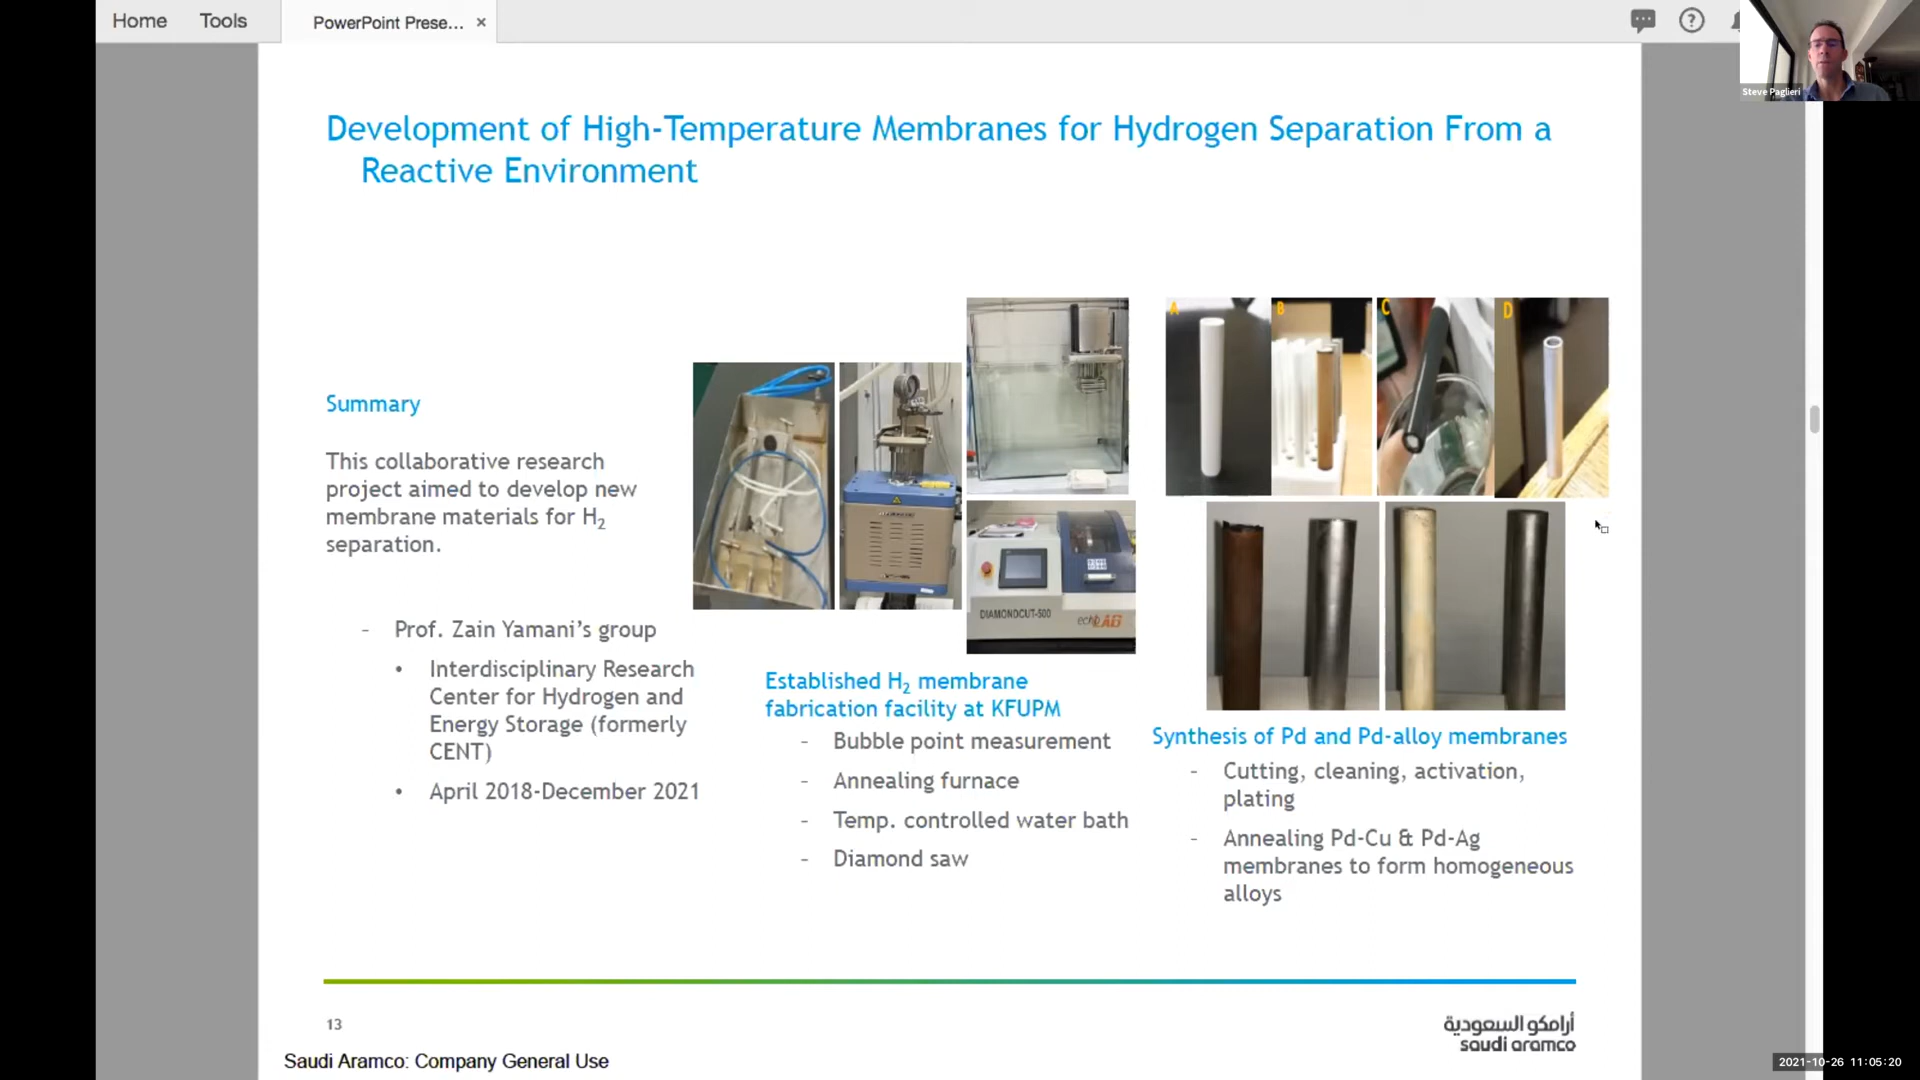 Home Tools PowerPoint Prese... ×
Steve Paglieri
Development of High-Temperature Membranes for Hydrogen Separation From a
Reactive Environment
A B C D
Summary
This collaborative research
project aimed to develop new
membrane materials for H₂
separation.
- Prof. Zain Yamani’s group
• Interdisciplinary Research
Center for Hydrogen and
Energy Storage (formerly
CENT)
• April 2018-December 2021
DIAMONDCUT-500
echoLAB
Established H₂ membrane
fabrication facility at KFUPM
- Bubble point measurement
- Annealing furnace
- Temp. controlled water bath
- Diamond saw
Synthesis of Pd and Pd-alloy membranes
- Cutting, cleaning, activation,
plating
- Annealing Pd-Cu & Pd-Ag
membranes to form homogeneous
alloys
13
أرامكو السعودية
saudi aramco
Saudi Aramco: Company General Use
2021-10-26 11:05:20